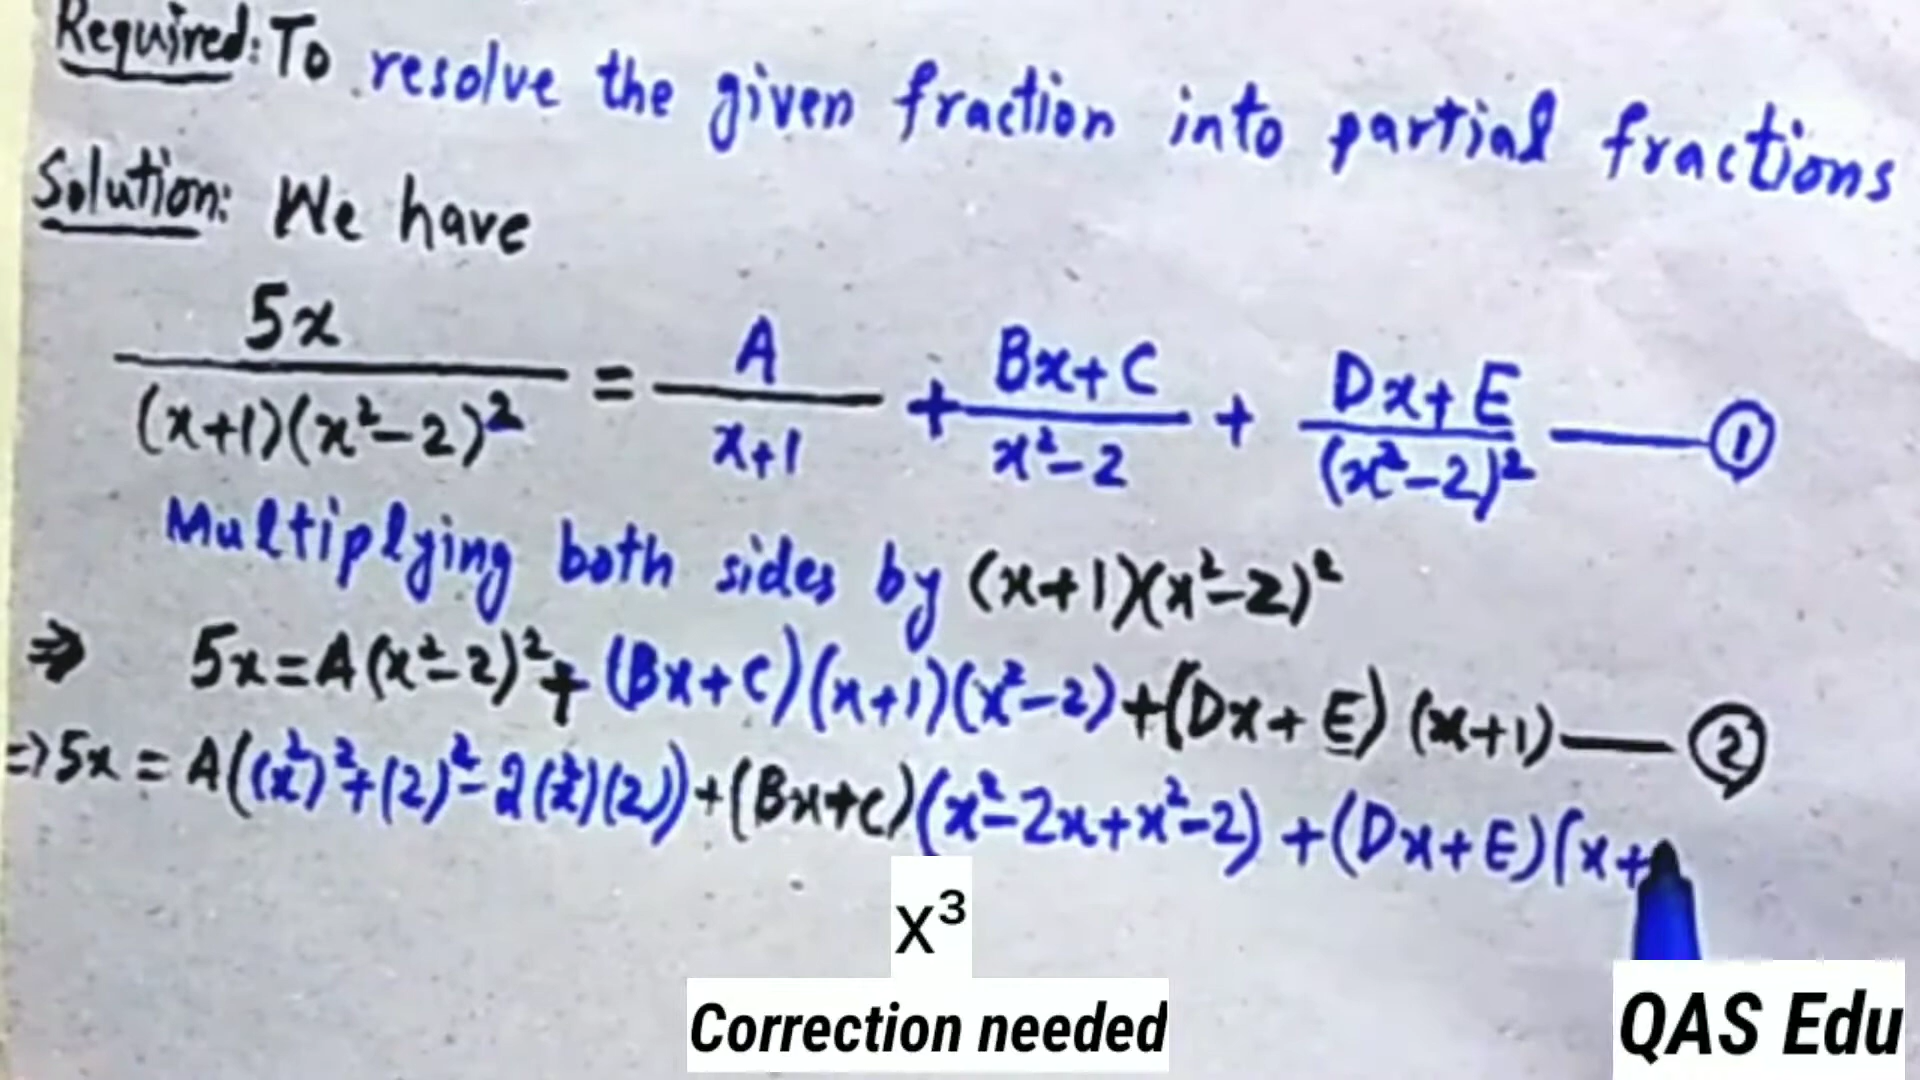 Required: To resolve the given fraction into partial fractions
Solution: We have
5x / (x+1)(x²-2)² = A / x+1 + Bx+C / x²-2 + Dx+E / (x²-2)² — ①
Multiplying both sides by (x+1)(x²-2)²
⇒ 5x = A(x²-2)² + (Bx+C)(x+1)(x²-2) + (Dx+E)(x+1) — ②
⇒ 5x = A((x²)²+(2)²-2(x²)(2)) + (Bx+C)(x²-2x+x²-2) + (Dx+E)(x+
x³
Correction needed
QAS Edu